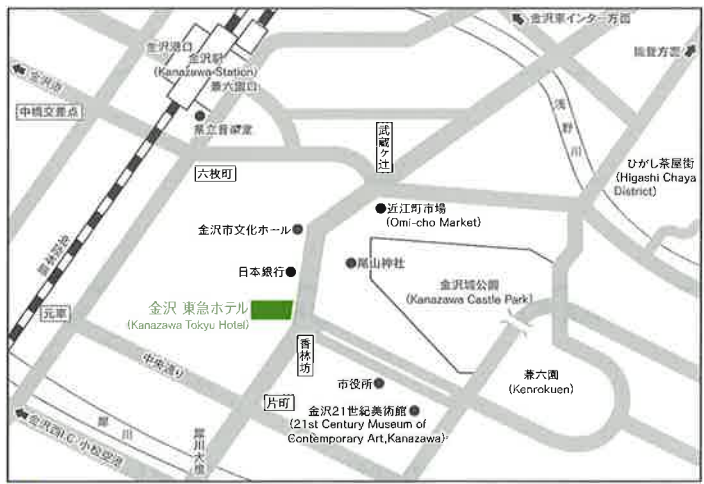 金沢東インター方面
能登方面
金沢港口
金沢駅
(Kanazawa-Station)
兼六園口
金沢港
中橋交差点
県立音楽堂
浅野川
武蔵ヶ辻
六枚町
ひがし茶屋街
(Higashi Chaya
District)
近江町市場
(Omi-cho Market)
金沢市文化ホール
尾山神社
日本銀行
金沢城公園
(Kanazawa Castle Park)
金沢 東急ホテル
(Kanazawa Tokyu Hotel)
元車
香林坊
中央通り
兼六園
(Kenrokuen)
市役所
片町
金沢21世紀美術館
(21st Century Museum of
Contemporary Art,Kanazawa)
犀川
犀川大橋
金沢西I.C. 小松空港